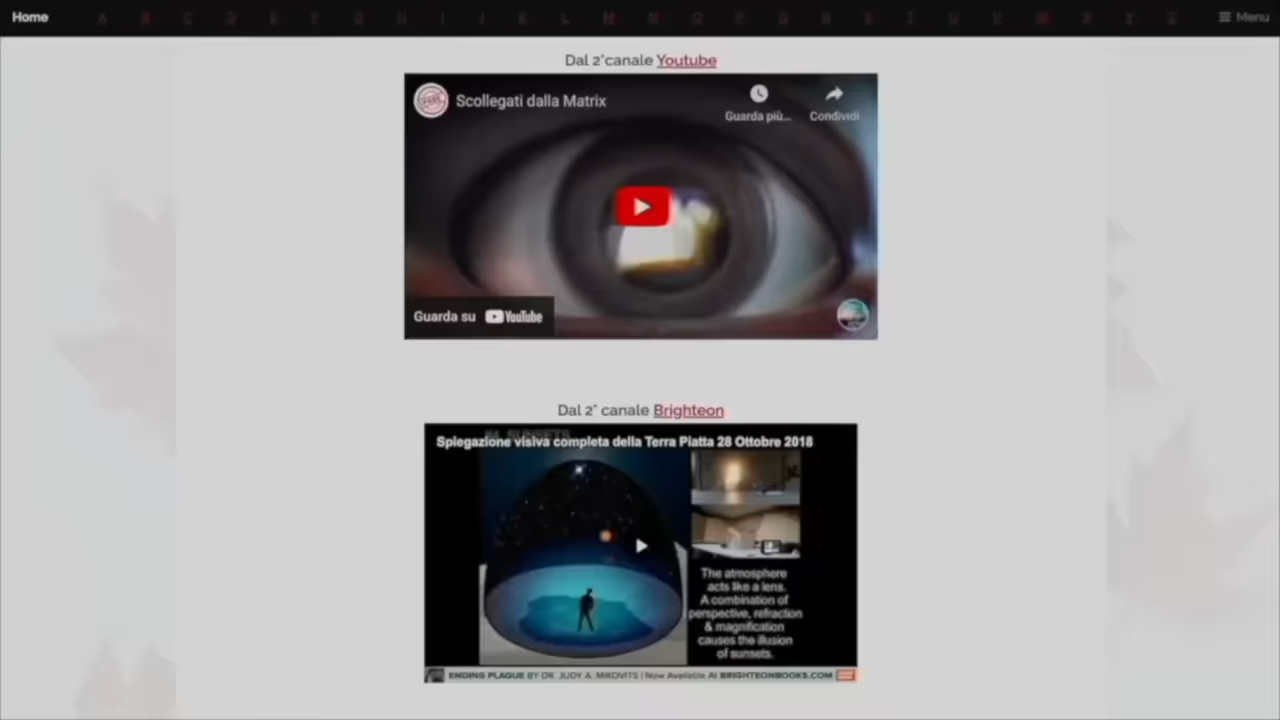 Home
Menu
Dal 2°canale Youtube
Scollegati dalla Matrix
Guarda più...
Condividi
Guarda su YouTube
Dal 2° canale Brighteon
Spiegazione visiva completa della Terra Piatta 28 Ottobre 2018
The atmosphere
acts like a lens.
A combination of
perspective, refraction
& magnification
causes the illusion
of sunsets.
ENDING PLAGUE BY DR. JUDY A. MIKOVITS | Now Available At BRIGHTEONBOOKS.COM